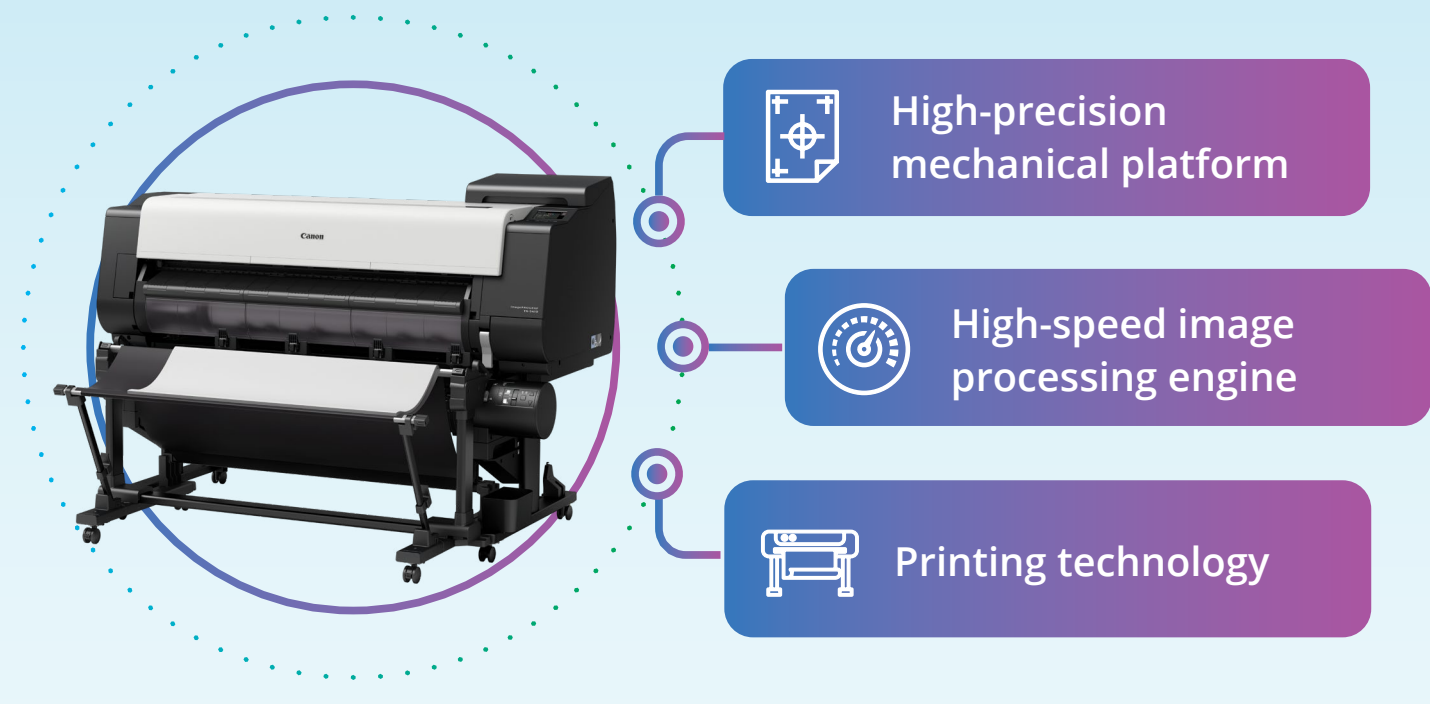 Canon
High-precision
mechanical platform
High-speed image
processing engine
Printing technology